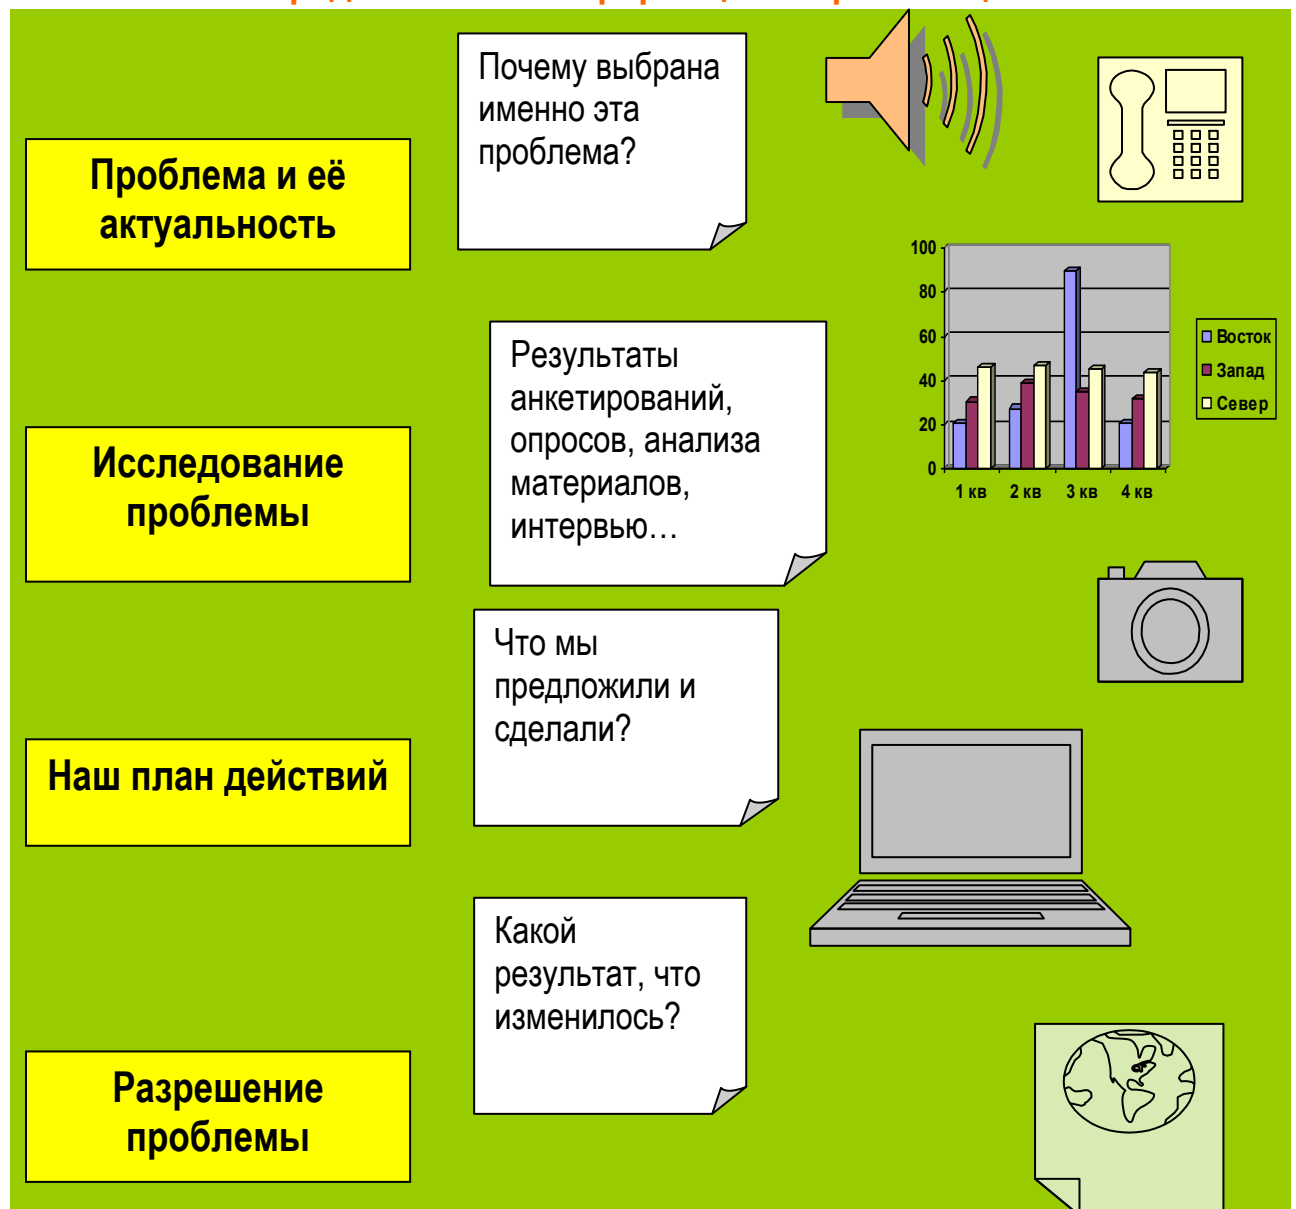 Почему выбрана
именно эта
проблема?
Проблема и её
актуальность
100
80
60
40
20
0
1 кв 2 кв 3 кв 4 кв
Восток
Запад
Север
Результаты
анкетирований,
опросов, анализа
материалов,
интервью…
Исследование
проблемы
Что мы
предложили и
сделали?
Наш план действий
Какой
результат, что
изменилось?
Разрешение
проблемы